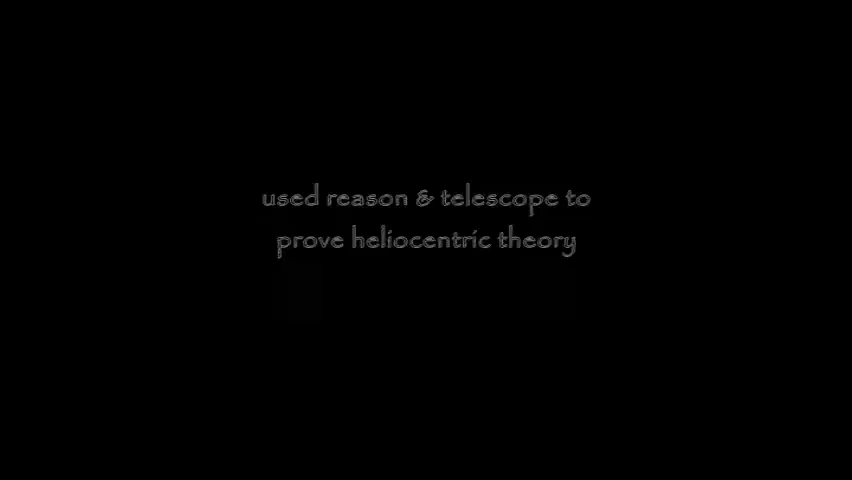 used reason & telescope to
prove heliocentric theory